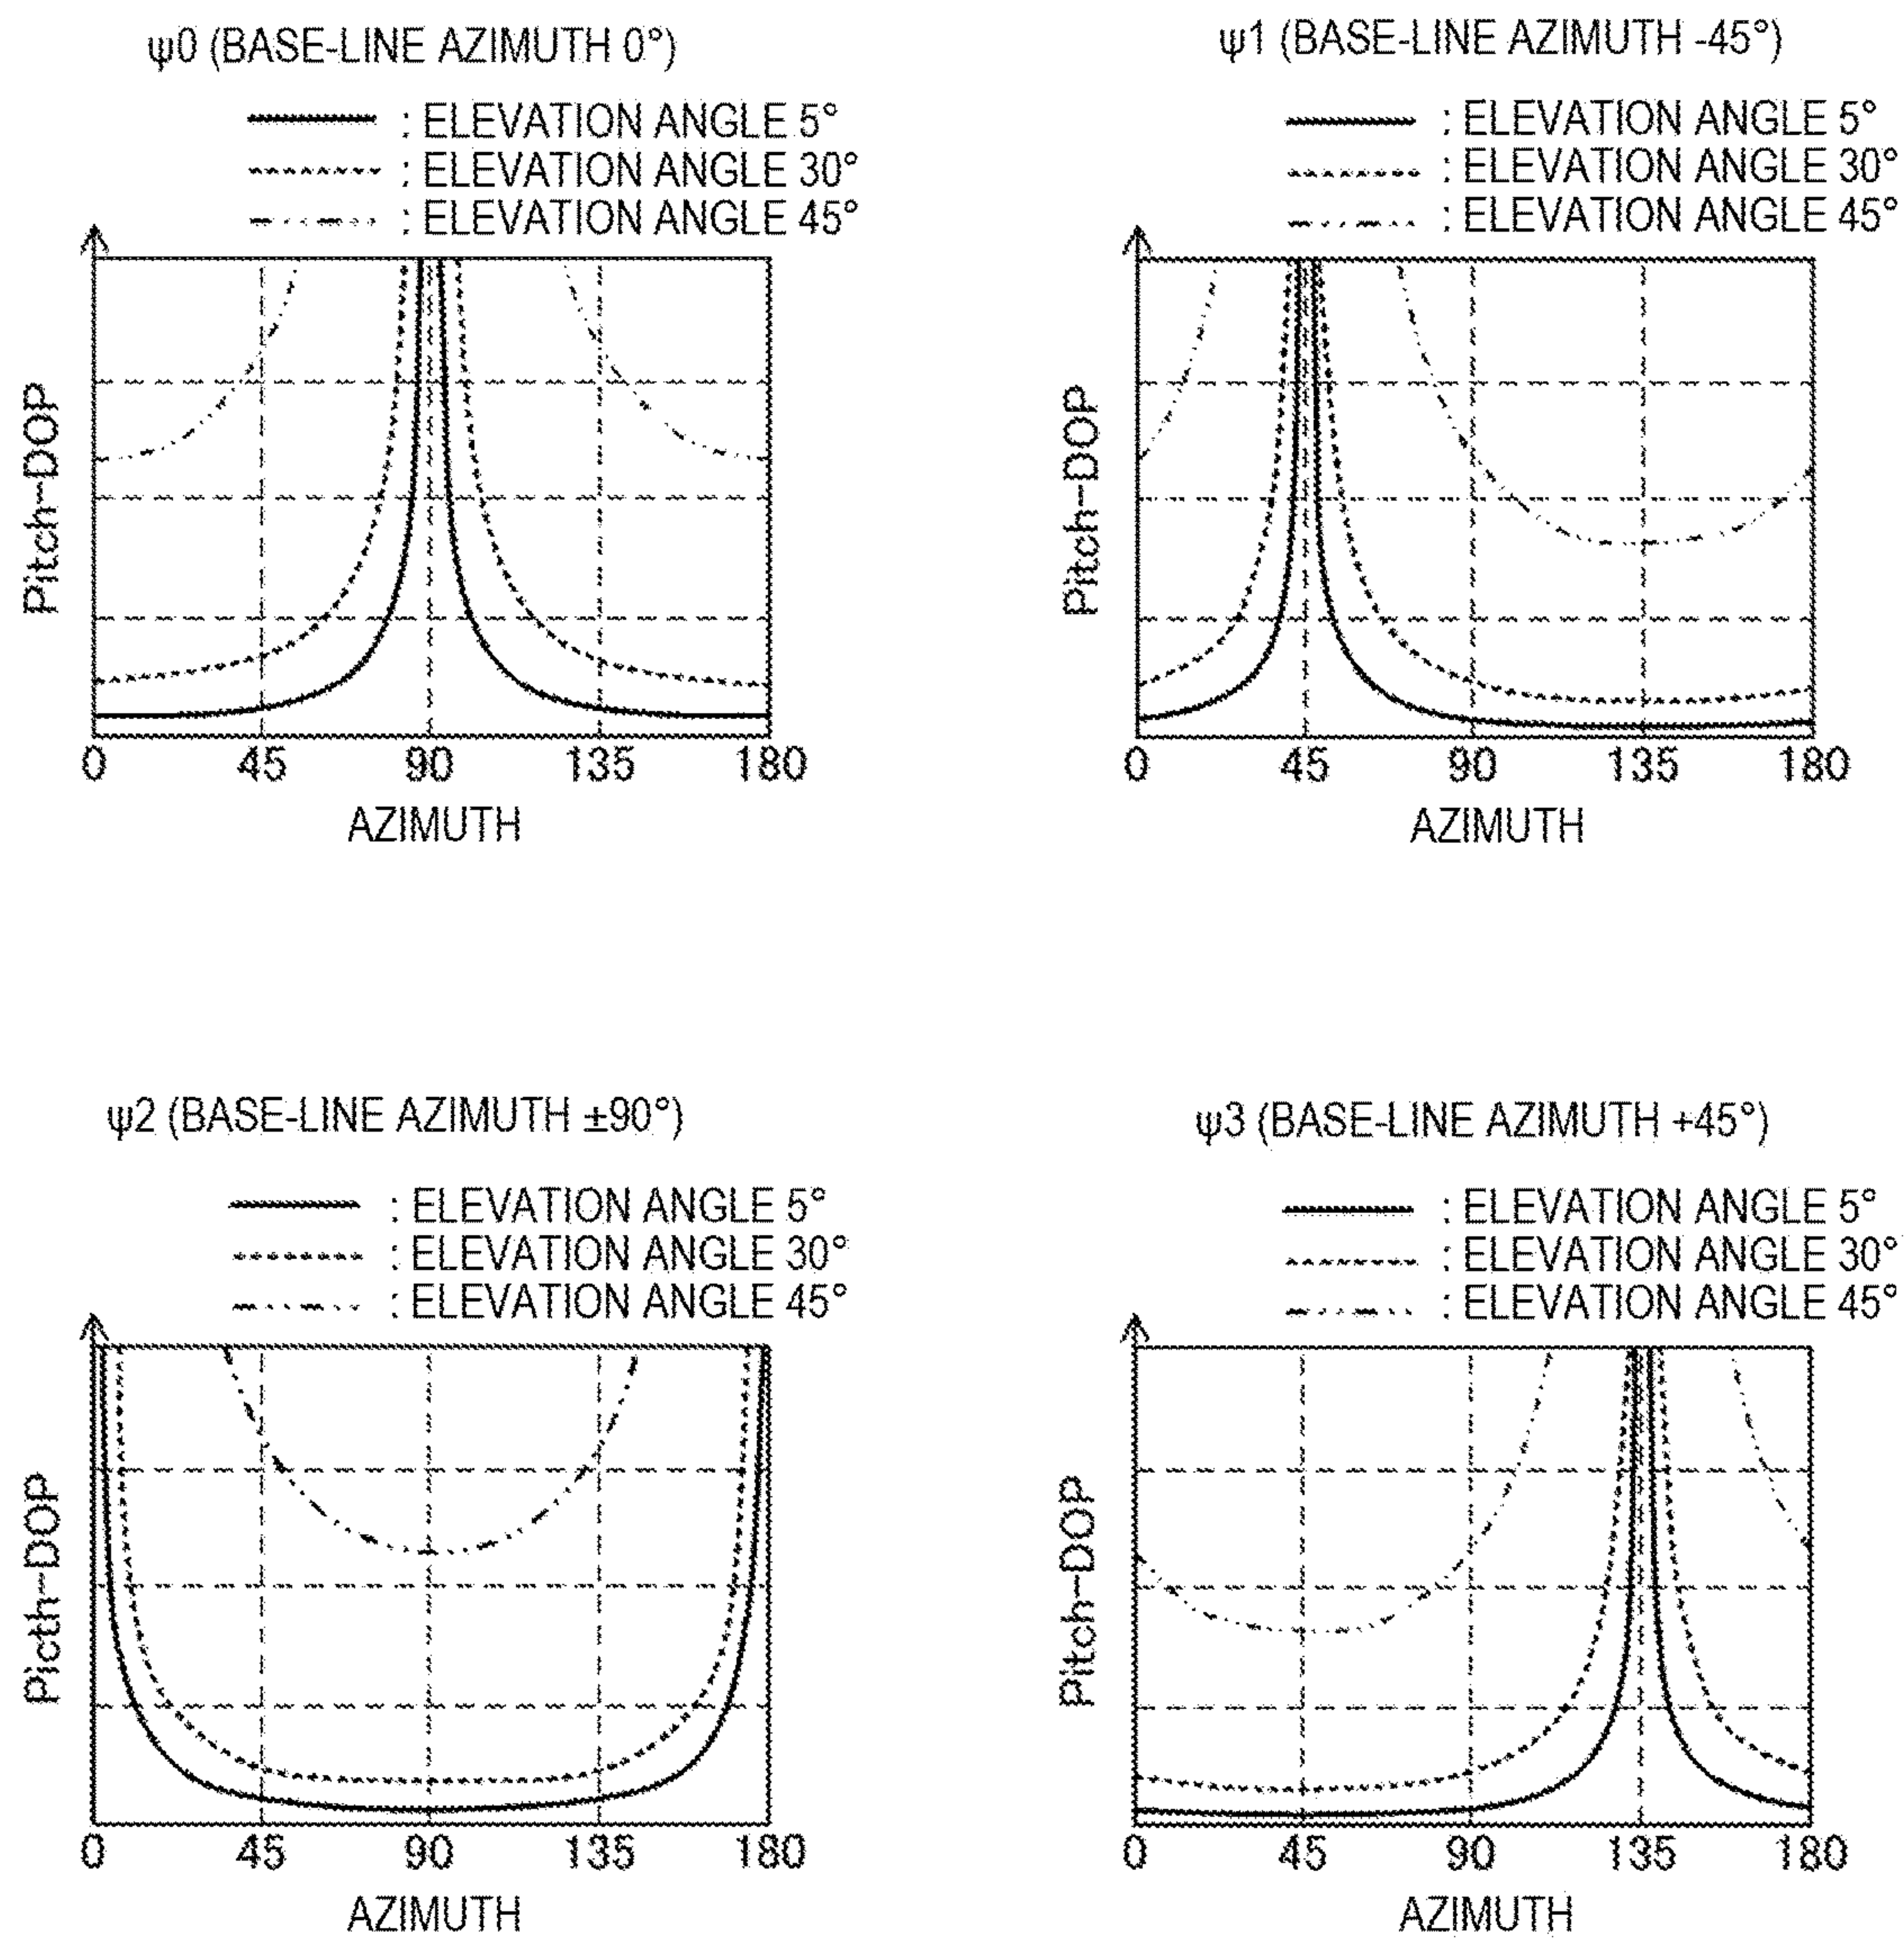 ψ0 (BASE-LINE AZIMUTH 0°)
: ELEVATION ANGLE 5°
: ELEVATION ANGLE 30°
: ELEVATION ANGLE 45°
Pitch-DOP
0 45 90 135 180
AZIMUTH
ψ1 (BASE-LINE AZIMUTH -45°)
: ELEVATION ANGLE 5°
: ELEVATION ANGLE 30°
: ELEVATION ANGLE 45°
Pitch-DOP
0 45 90 135 180
AZIMUTH
ψ2 (BASE-LINE AZIMUTH ±90°)
: ELEVATION ANGLE 5°
: ELEVATION ANGLE 30°
: ELEVATION ANGLE 45°
Picth-DOP
0 45 90 135 180
AZIMUTH
ψ3 (BASE-LINE AZIMUTH +45°)
: ELEVATION ANGLE 5°
: ELEVATION ANGLE 30°
: ELEVATION ANGLE 45°
Pitch-DOP
0 45 90 135 180
AZIMUTH